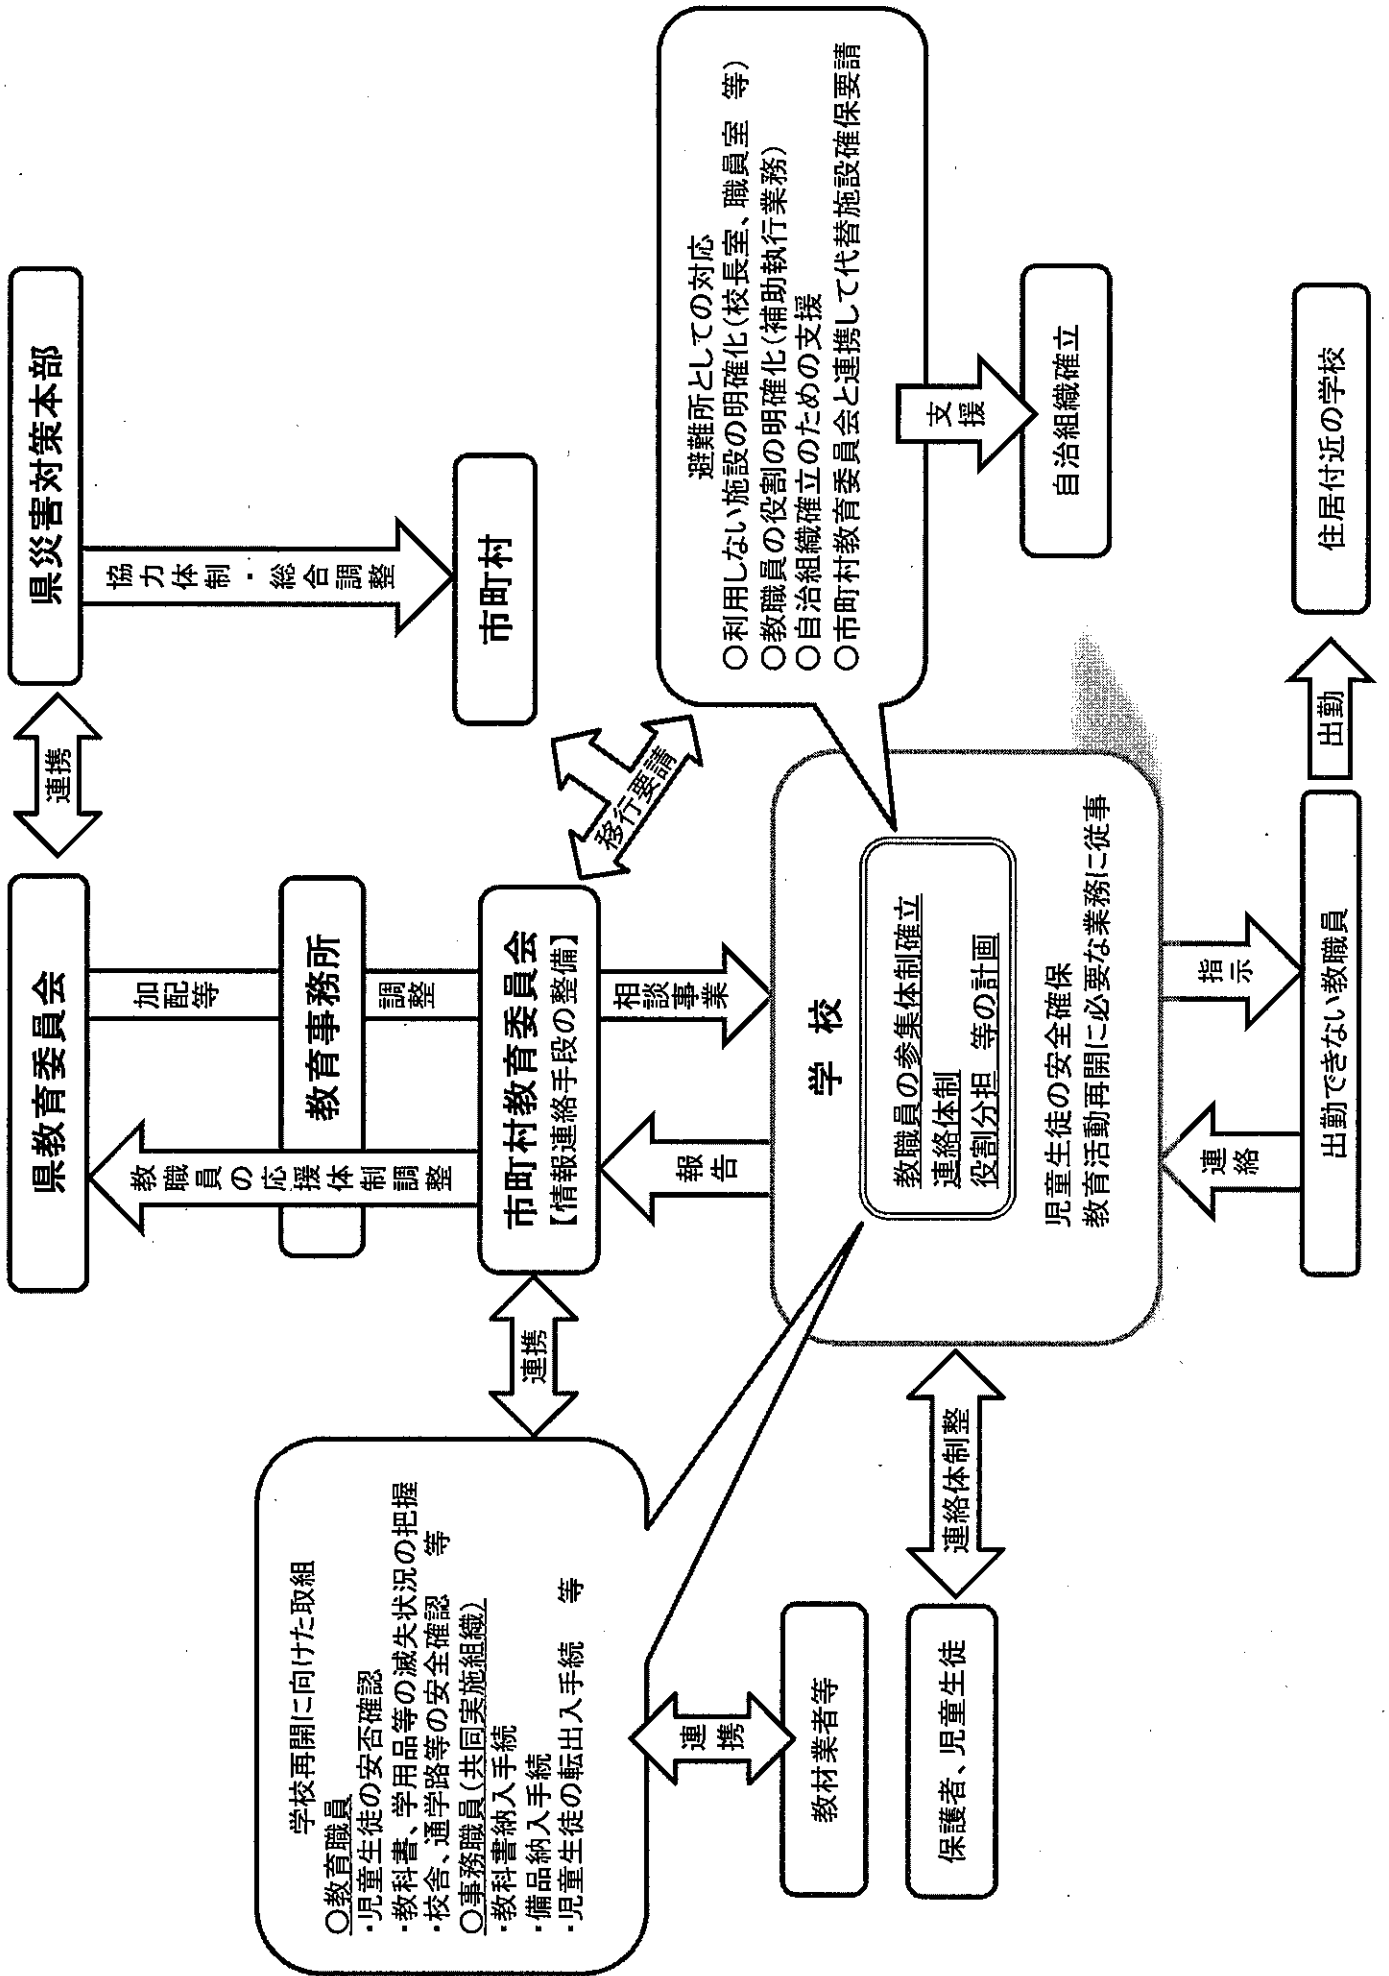 県教育委員会
連携
県災害対策本部
加配等
教職員の応援体制調整
協力体制・総合調整
教育事務所
調整
市町村教育委員会
【情報連絡手段の整備】
市町村
連携
移行要請
学校再開に向けた取組
○教育職員
・児童生徒の安否確認
・教科書、学用品等の滅失状況の把握
・校舎、通学路等の安全確認　等
○事務職員(共同実施組織)
・教科書納入手続
・備品納入手続
・児童生徒の転出入手続　等
報告
相談事業
避難所としての対応
○利用しない施設の明確化(校長室、職員室　等)
○教職員の役割の明確化(補助執行業務)
○自治組織確立のための支援
○市町村教育委員会と連携して代替施設確保要請
学　校
教職員の参集体制確立
連絡体制
役割分担　等の計画
児童生徒の安全確保
教育活動再開に必要な業務に従事
連携
教材業者等
支援
自治組織確立
保護者、児童生徒
連絡体制整
連絡
指示
出勤できない教職員
出勤
住居付近の学校